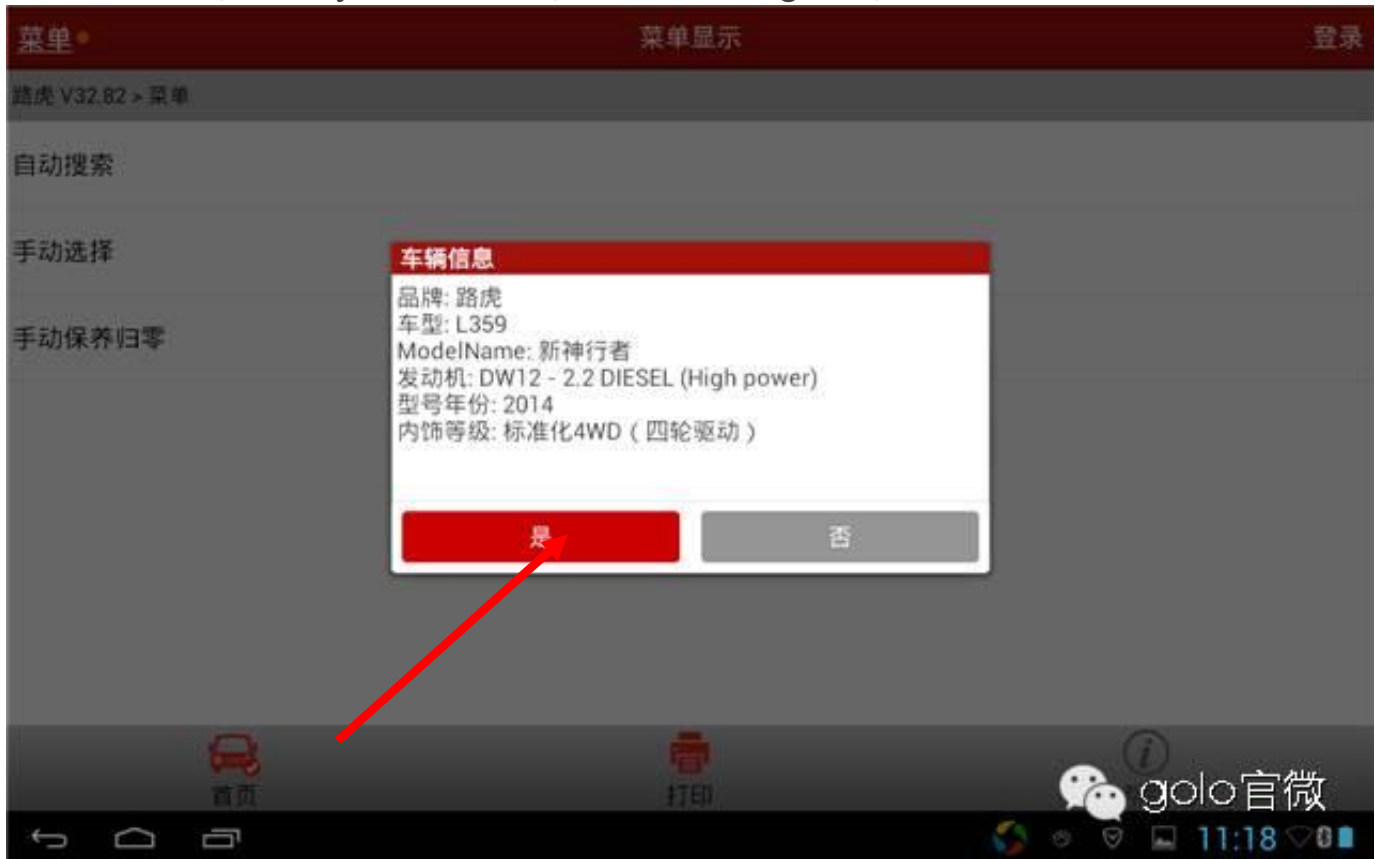 菜单
菜单显示
登录
路虎 V32.82 > 菜单
自动搜索
手动选择
手动保养归零
车辆信息
品牌: 路虎
车型: L359
ModelName: 新神行者
发动机: DW12 - 2.2 DIESEL (High power)
型号年份: 2014
内饰等级: 标准化4WD ( 四轮驱动 )
是
否
首页
打印
golo官微
11:18